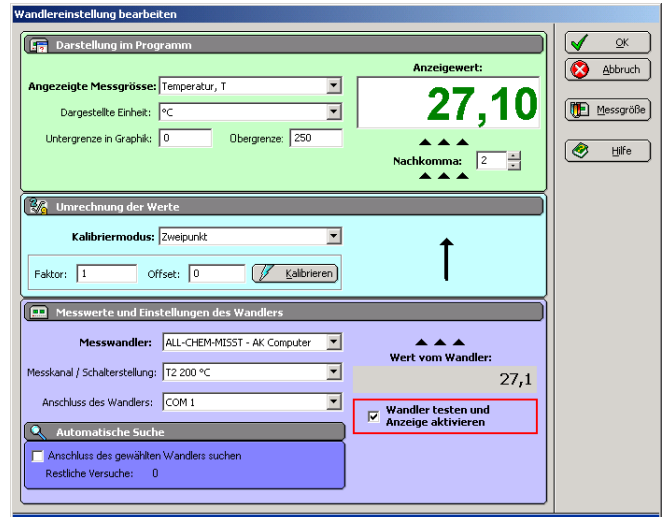 Wandlereinstellung bearbeiten
Darstellung im Programm
Angezeigte Messgrösse: Temperatur, T
Dargestellte Einheit: °C
Untergrenze in Graphik: 0 Obergrenze: 250
Anzeigewert:
27,10
Nachkomma: 2
Umrechnung der Werte
Kalibriermodus: Zweipunkt
Faktor: 1 Offset: 0 Kalibrieren
Messwerte und Einstellungen des Wandlers
Messwandler: ALL-CHEM-MISST - AK Computer
Messkanal / Schalterstellung: T2 200 °C
Anschluss des Wandlers: COM 1
Wert vom Wandler:
27,1
Wandler testen und
Anzeige aktivieren
Automatische Suche
Anschluss des gewählten Wandlers suchen
Restliche Versuche: 0
OK
Abbruch
Messgröße
Hilfe